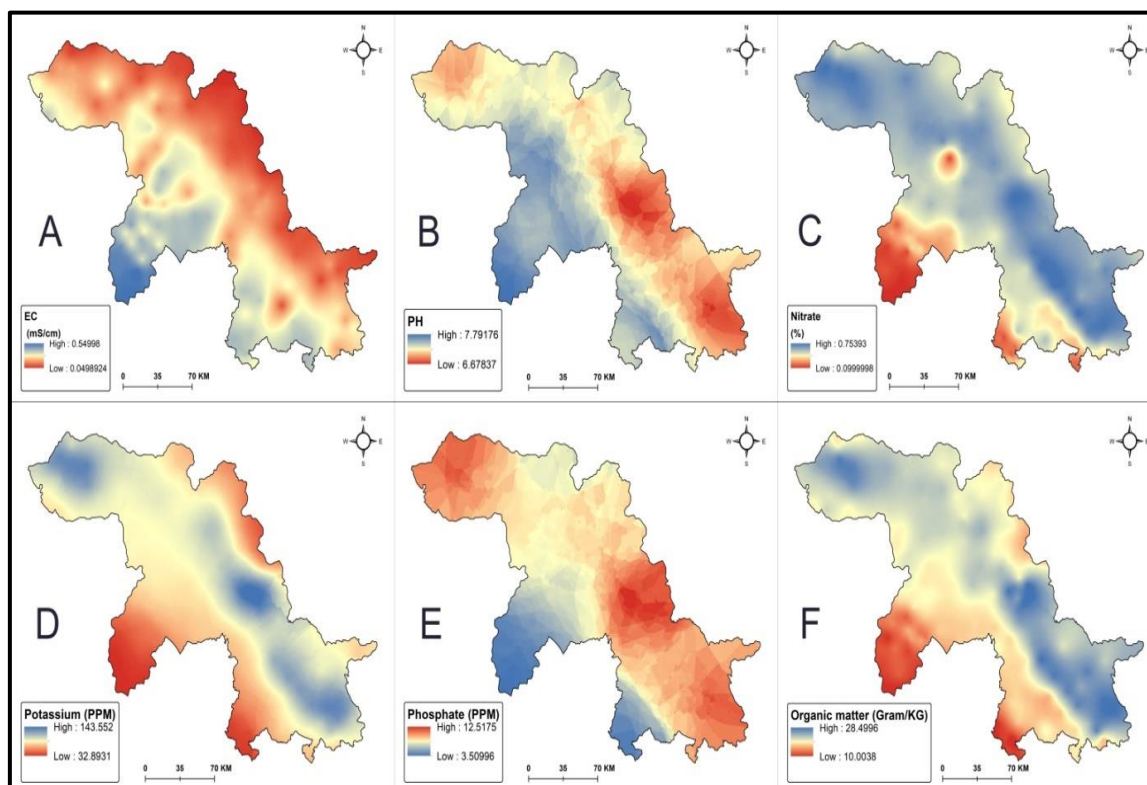 N
W E
S
A
EC
(mS/cm)
High : 0.54998
Low : 0.0498924
0 35 70 KM
N
W E
S
B
PH
High : 7.79176
Low : 6.67837
0 35 70 KM
N
W E
S
C
Nitrate
(%)
High : 0.75393
Low : 0.0999998
0 35 70 KM
N
W E
S
D
Potassium (PPM)
High : 143.552
Low : 32.8931
0 35 70 KM
N
W E
S
E
Phosphate (PPM)
High : 12.5175
Low : 3.50996
0 35 70 KM
N
W E
S
F
Organic matter (Gram/KG)
High : 28.4996
Low : 10.0038
0 35 70 KM